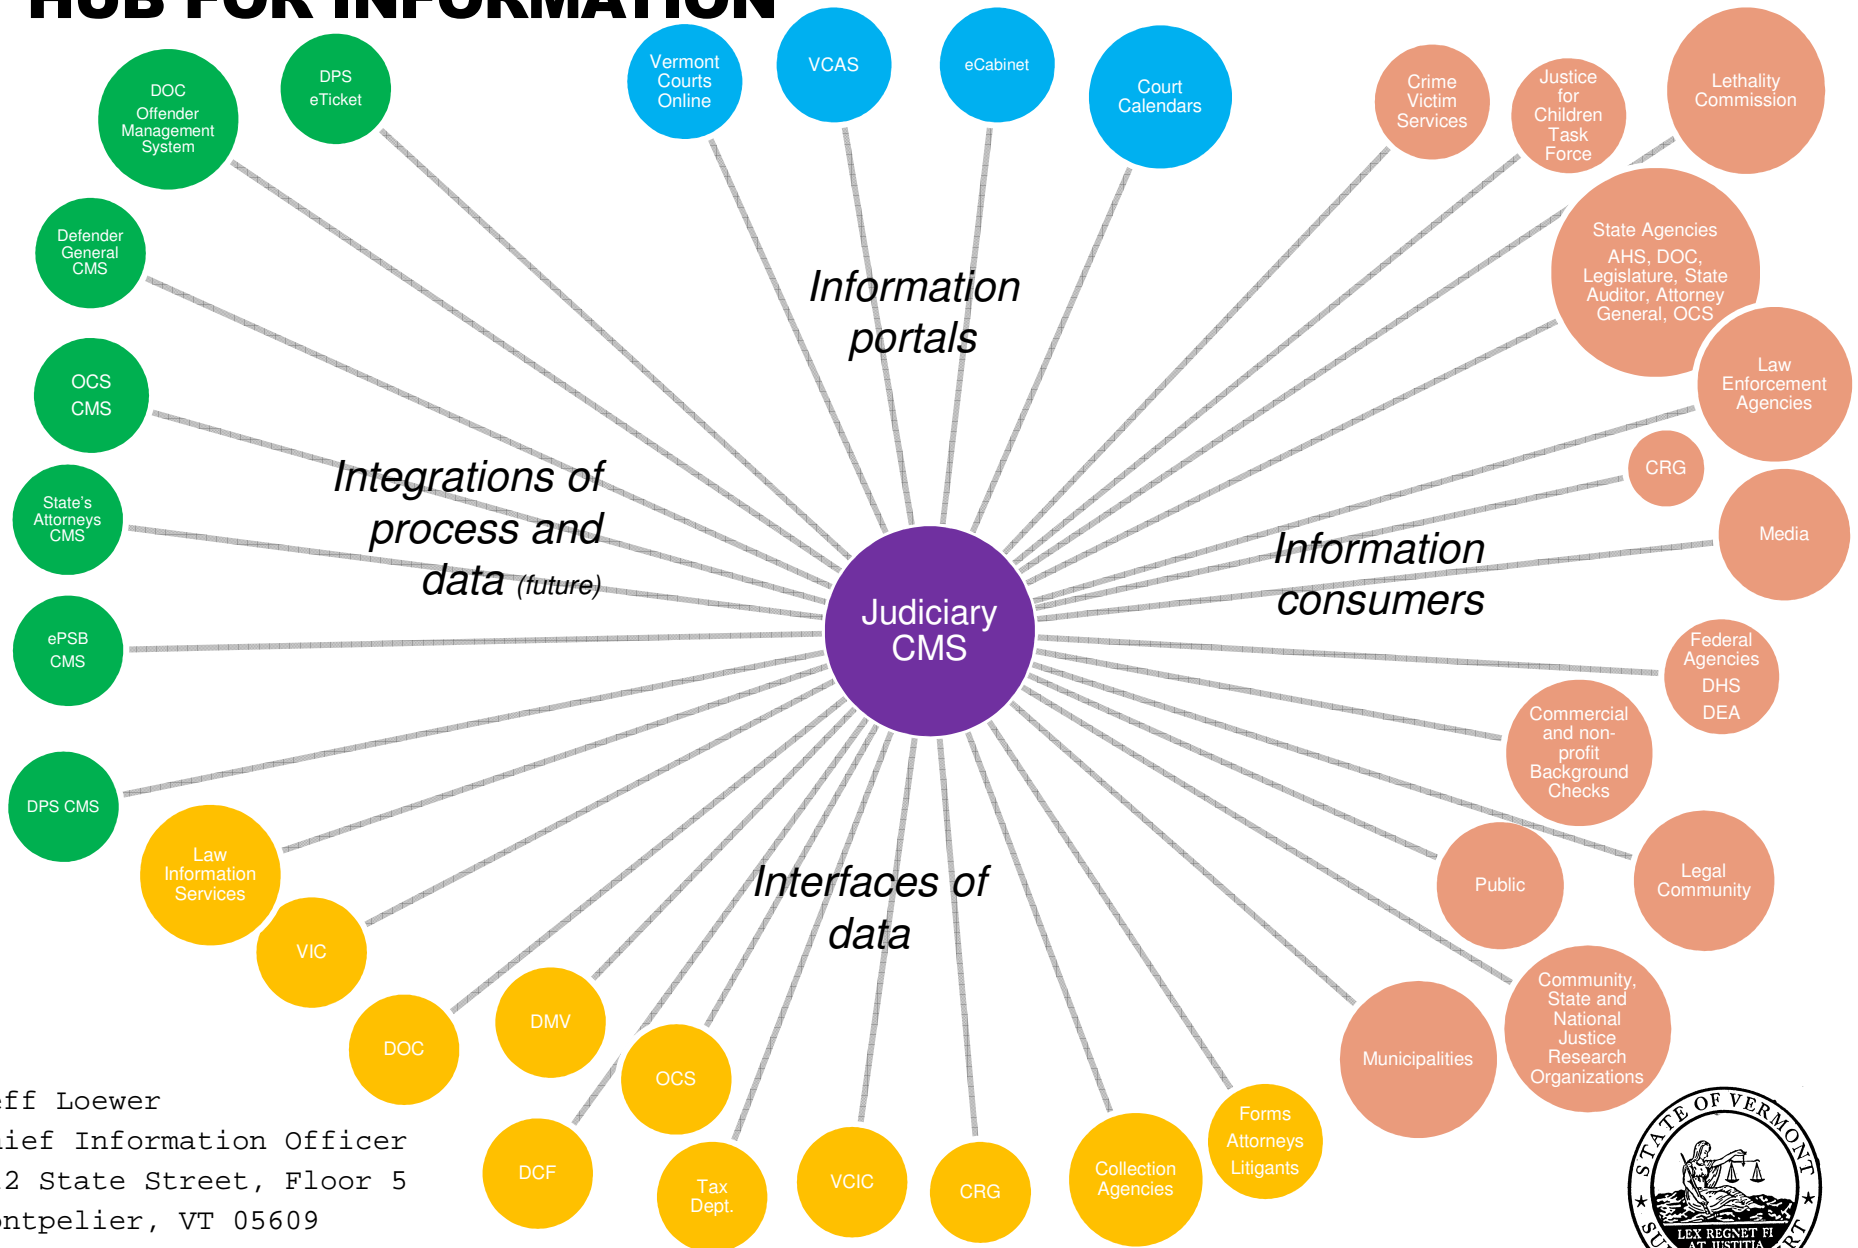 HUB FOR INFORMATION
DOC
Offender
Management
System
DPS
eTicket
Vermont
Courts
Online
VCAS
eCabinet
Court
Calendars
Crime
Victim
Services
Justice
for
Children
Task
Force
Lethality
Commission
Defender
General
CMS
State Agencies
AHS, DOC,
Legislature, State
Auditor, Attorney
General, OCS
Information
portals
OCS
CMS
Law
Enforcement
Agencies
CRG
Integrations of
process and
data (future)
State's
Attorneys
CMS
Media
Information
consumers
Judiciary
CMS
ePSB
CMS
Federal
Agencies
DHS
DEA
Commercial
and non-
profit
Background
Checks
DPS CMS
Law
Information
Services
Interfaces of
data
Public
Legal
Community
VIC
DOC
DMV
OCS
Community,
State and
National
Justice
Research
Organizations
Municipalities
DCF
Tax
Dept.
VCIC
CRG
Collection
Agencies
Forms
Attorneys
Litigants
eff Loewer
hief Information Officer
2 State Street, Floor 5
ontpelier, VT 05609
STATE OF VERMONT
LEX REGNET FI
AT JUSTITIA